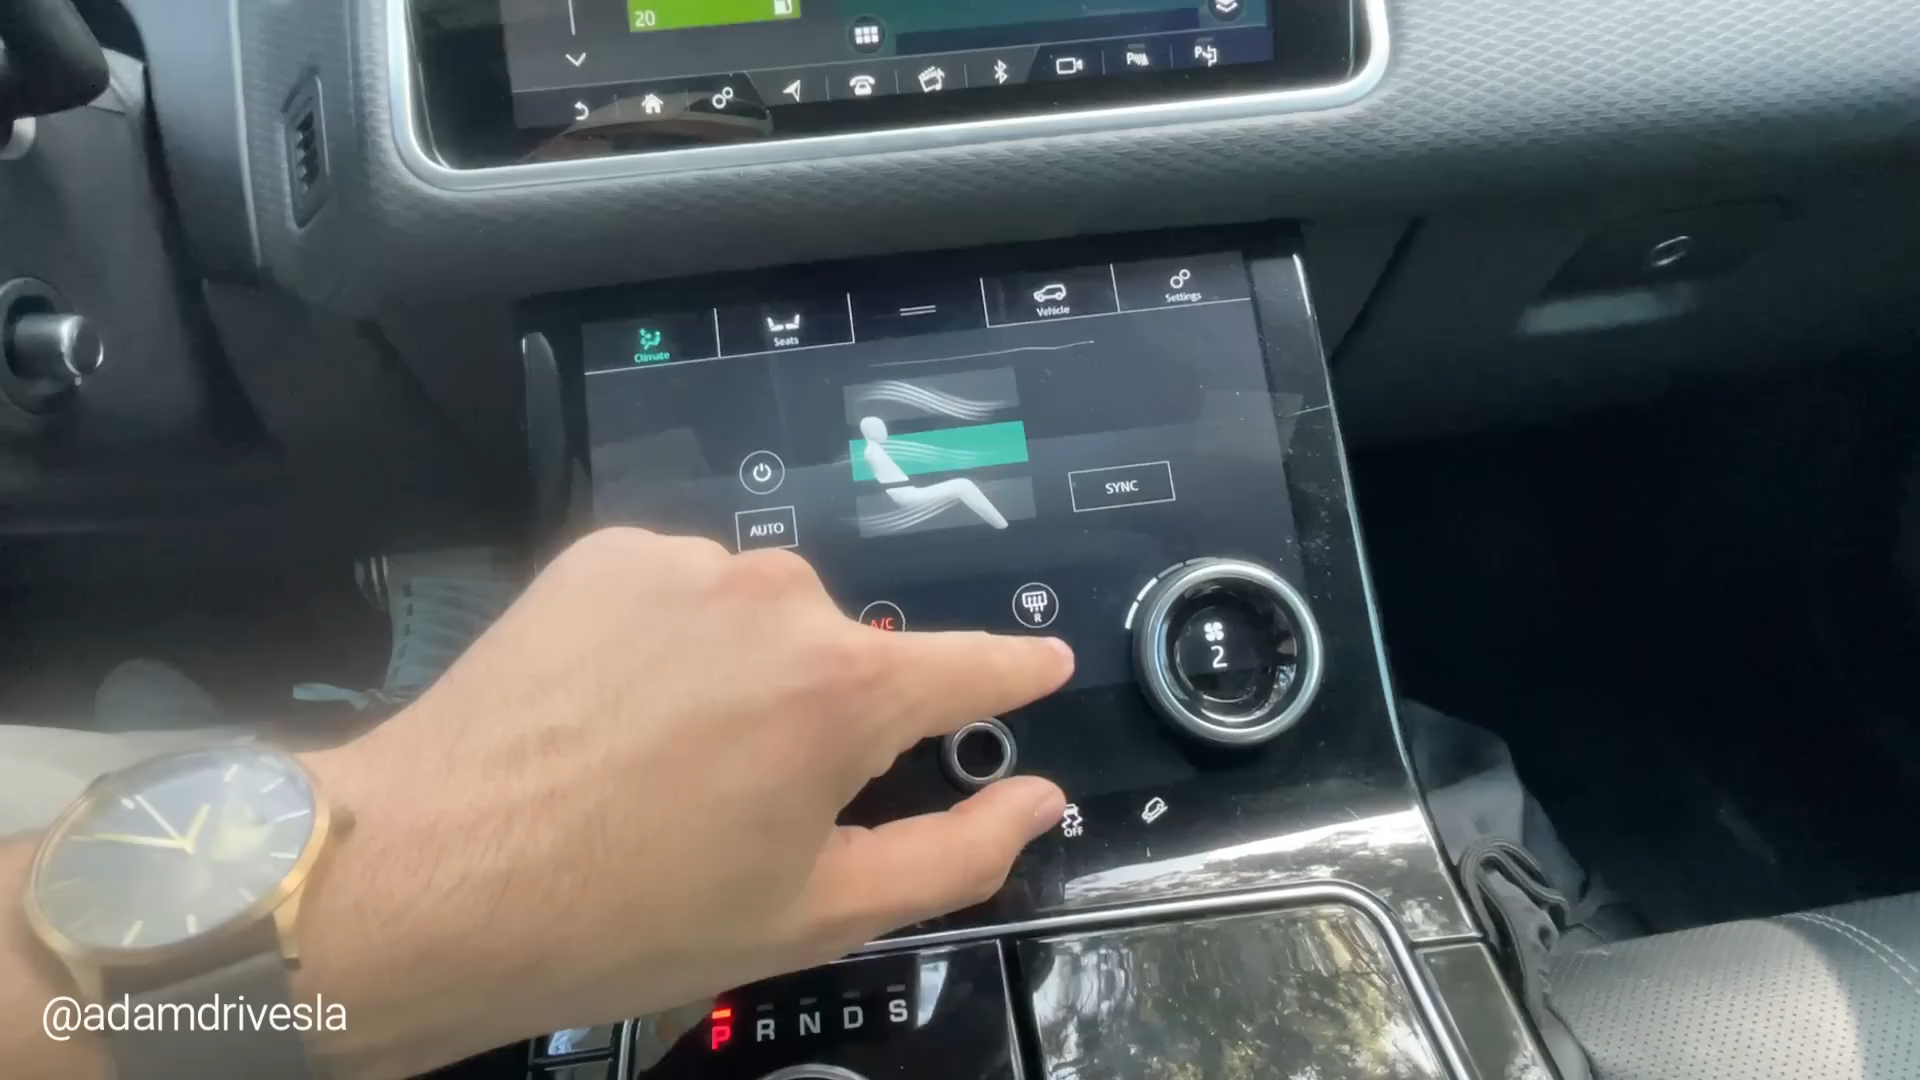 20
Climate
Seats
Vehicle
Settings
SYNC
AUTO
A/C
R
2
OFF
P R N D S
@adamdrivesla